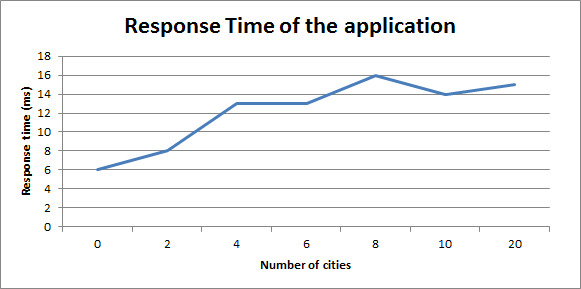 Response Time of the application
Response time (ms)
18
16
14
12
10
8
6
4
2
0
0 2 4 6 8 10 20
Number of cities